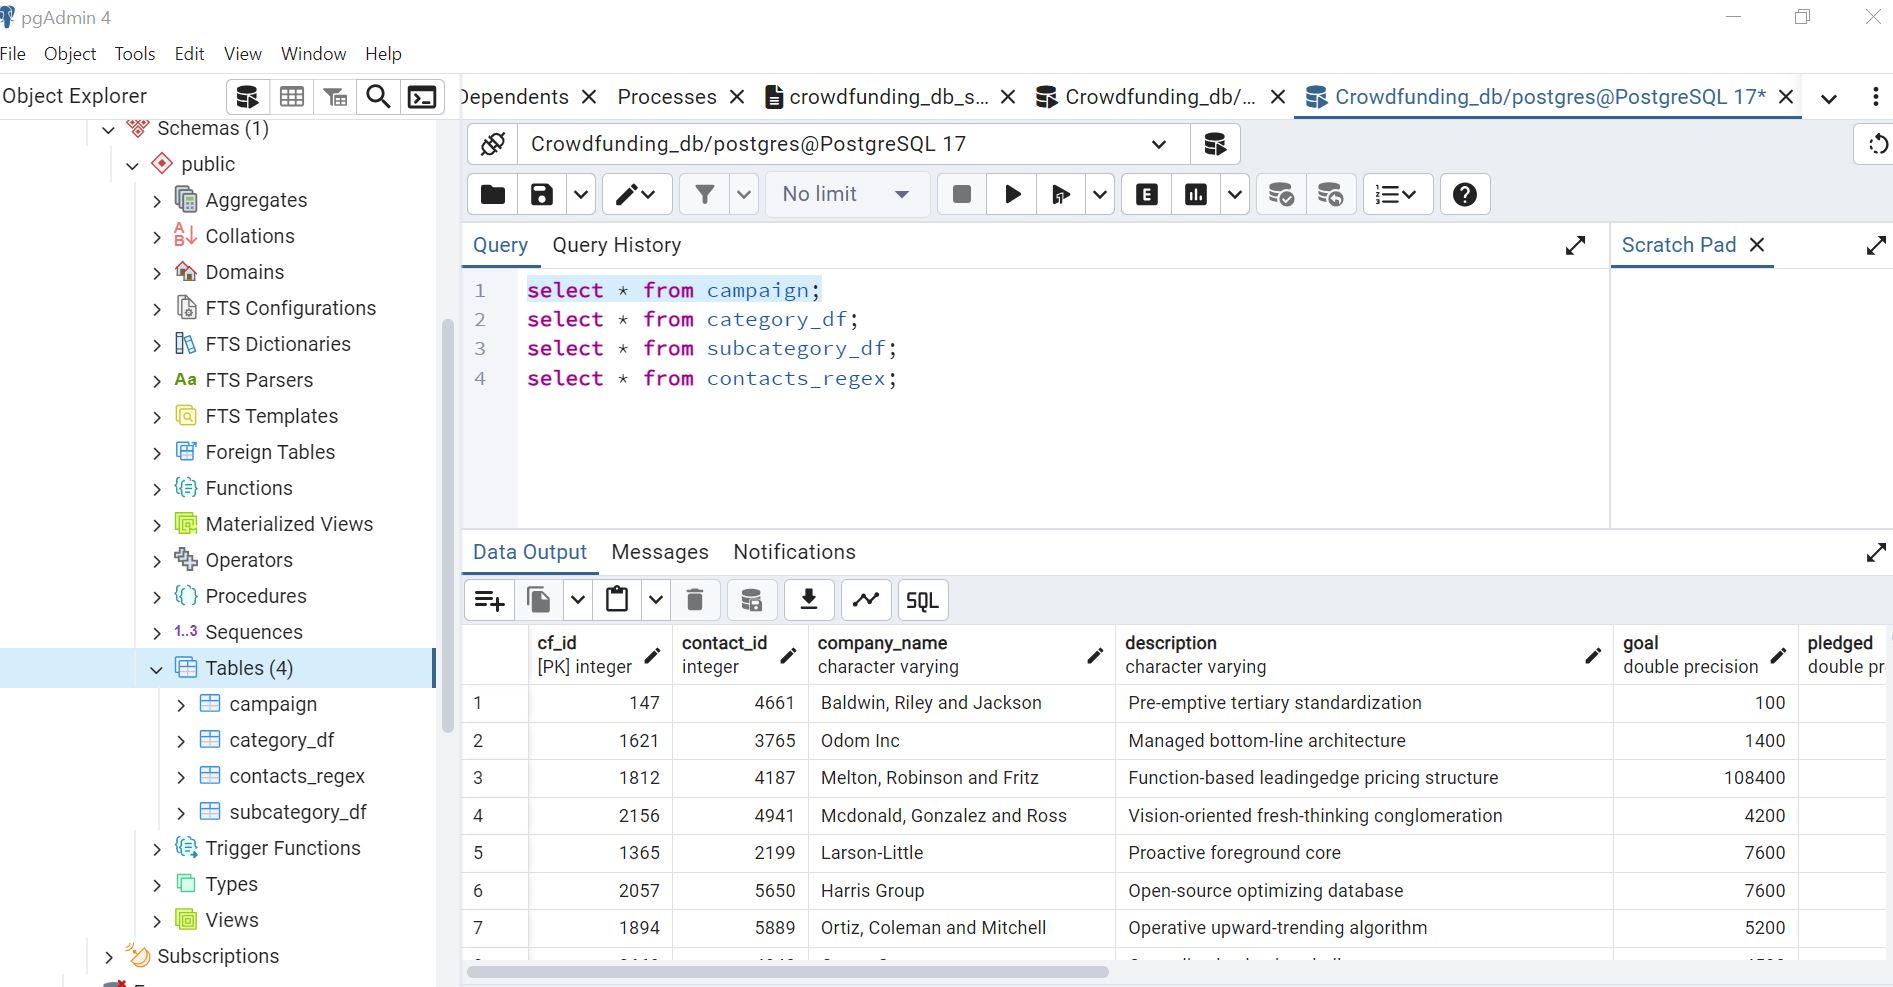 pgAdmin 4
File Object Tools Edit View Window Help
Object Explorer
Dependents Processes crowdfunding_db_s... Crowdfunding_db/... Crowdfunding_db/postgres@PostgreSQL 17*
Schemas (1)
public
Aggregates
Collations
Domains
FTS Configurations
FTS Dictionaries
Aa FTS Parsers
FTS Templates
Foreign Tables
Functions
Materialized Views
Operators
Procedures
1..3 Sequences
Tables (4)
campaign
category_df
contacts_regex
subcategory_df
Trigger Functions
Types
Views
Subscriptions
Crowdfunding_db/postgres@PostgreSQL 17
No limit E
Query Query History Scratch Pad
1 select * from campaign;
2 select * from category_df;
3 select * from subcategory_df;
4 select * from contacts_regex;
Data Output Messages Notifications
SQL
cf_id contact_id company_name description goal pledged
[PK] integer integer character varying character varying double precision double pr
1 147 4661 Baldwin, Riley and Jackson Pre-emptive tertiary standardization 100
2 1621 3765 Odom Inc Managed bottom-line architecture 1400
3 1812 4187 Melton, Robinson and Fritz Function-based leadingedge pricing structure 108400
4 2156 4941 Mcdonald, Gonzalez and Ross Vision-oriented fresh-thinking conglomeration 4200
5 1365 2199 Larson-Little Proactive foreground core 7600
6 2057 5650 Harris Group Open-source optimizing database 7600
7 1894 5889 Ortiz, Coleman and Mitchell Operative upward-trending algorithm 5200